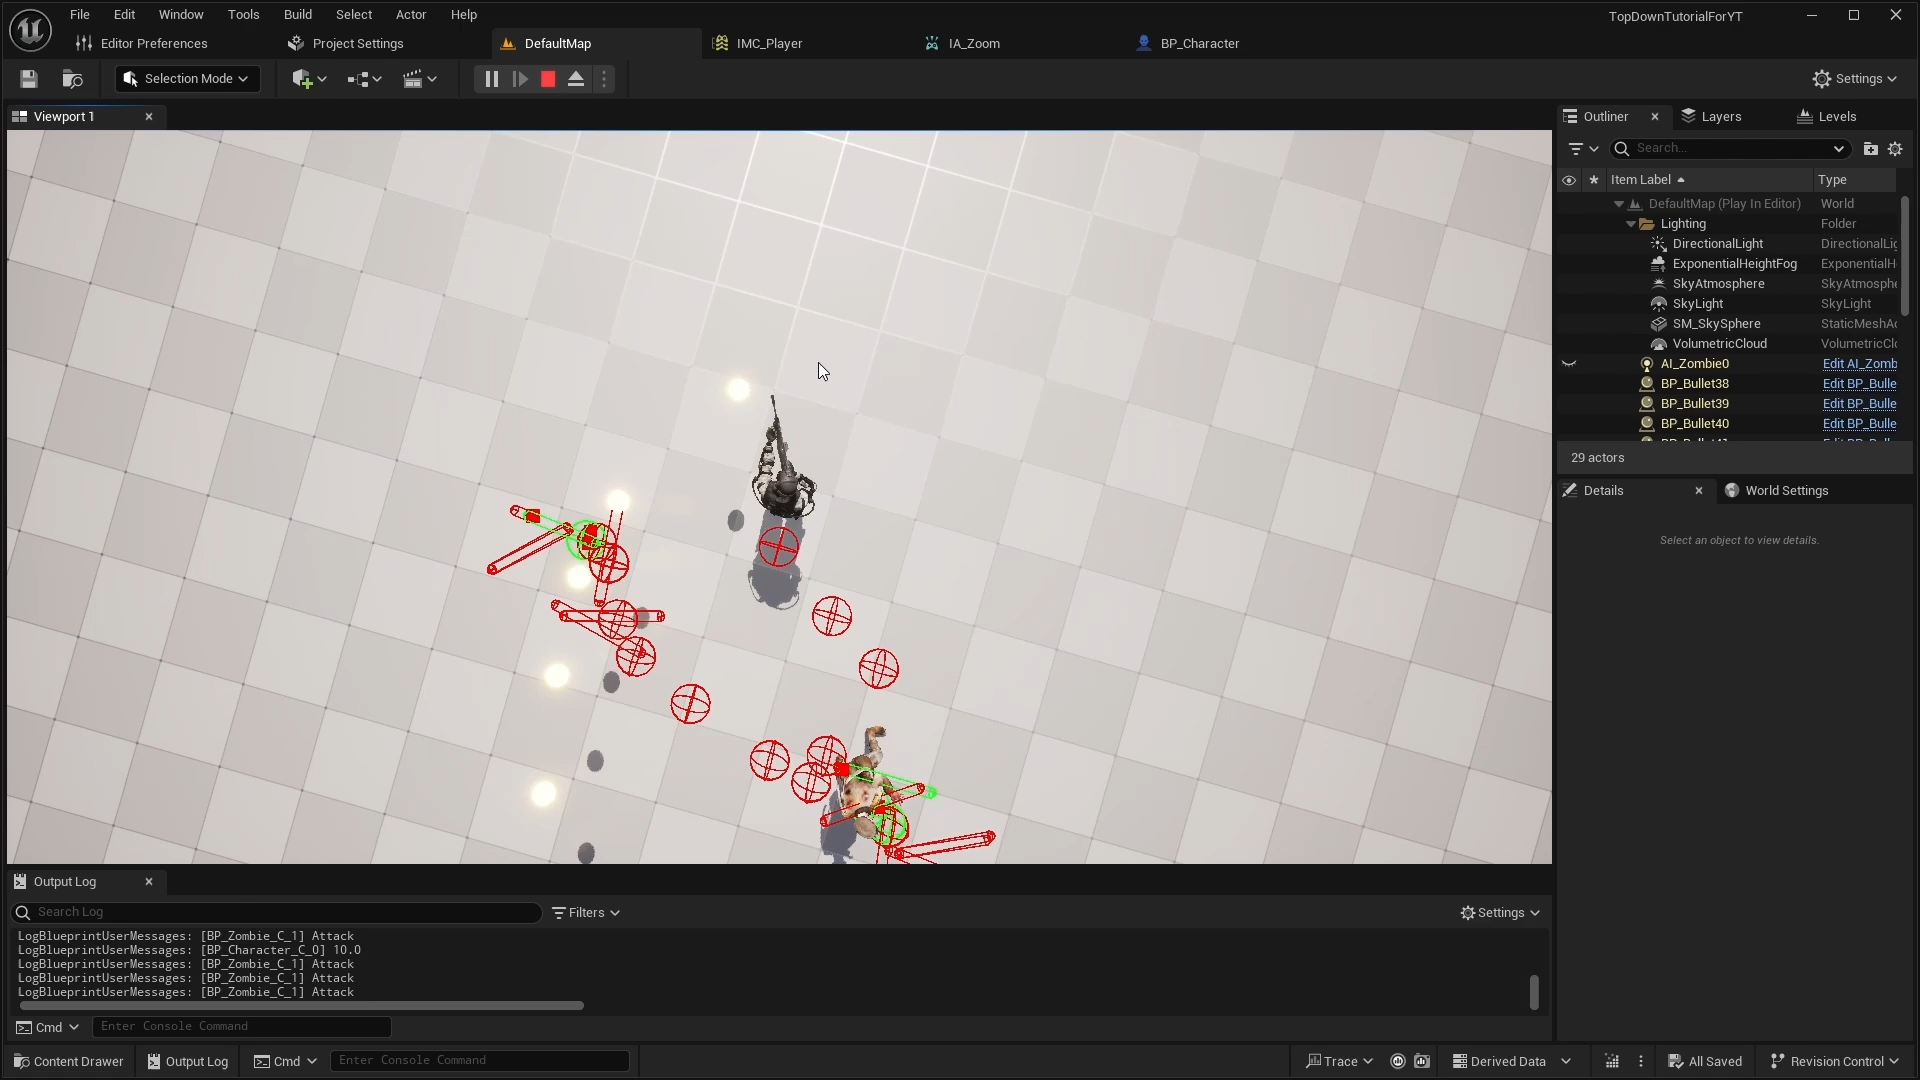 File Edit Window Tools Build Select Actor Help
TopDownTutorialForYT
Editor Preferences Project Settings DefaultMap IMC_Player IA_Zoom BP_Character
Selection Mode Settings
Viewport 1
Outliner Layers Levels
Search...
Item Label Type
DefaultMap (Play In Editor) World
Lighting Folder
DirectionalLight DirectionalLig
ExponentialHeightFog ExponentialH
SkyAtmosphere SkyAtmosphe
SkyLight SkyLight
SM_SkySphere StaticMeshAc
VolumetricCloud VolumetricClo
AI_Zombie0 Edit AI_Zomb
BP_Bullet38 Edit BP_Bulle
BP_Bullet39 Edit BP_Bulle
BP_Bullet40 Edit BP_Bulle
29 actors
Details World Settings
Select an object to view details.
Output Log
Search Log Filters Settings
LogBlueprintUserMessages: [BP_Zombie_C_1] Attack
LogBlueprintUserMessages: [BP_Character_C_0] 10.0
LogBlueprintUserMessages: [BP_Zombie_C_1] Attack
LogBlueprintUserMessages: [BP_Zombie_C_1] Attack
LogBlueprintUserMessages: [BP_Zombie_C_1] Attack
Cmd Enter Console Command
Content Drawer Output Log Cmd Enter Console Command Trace Derived Data All Saved Revision Control